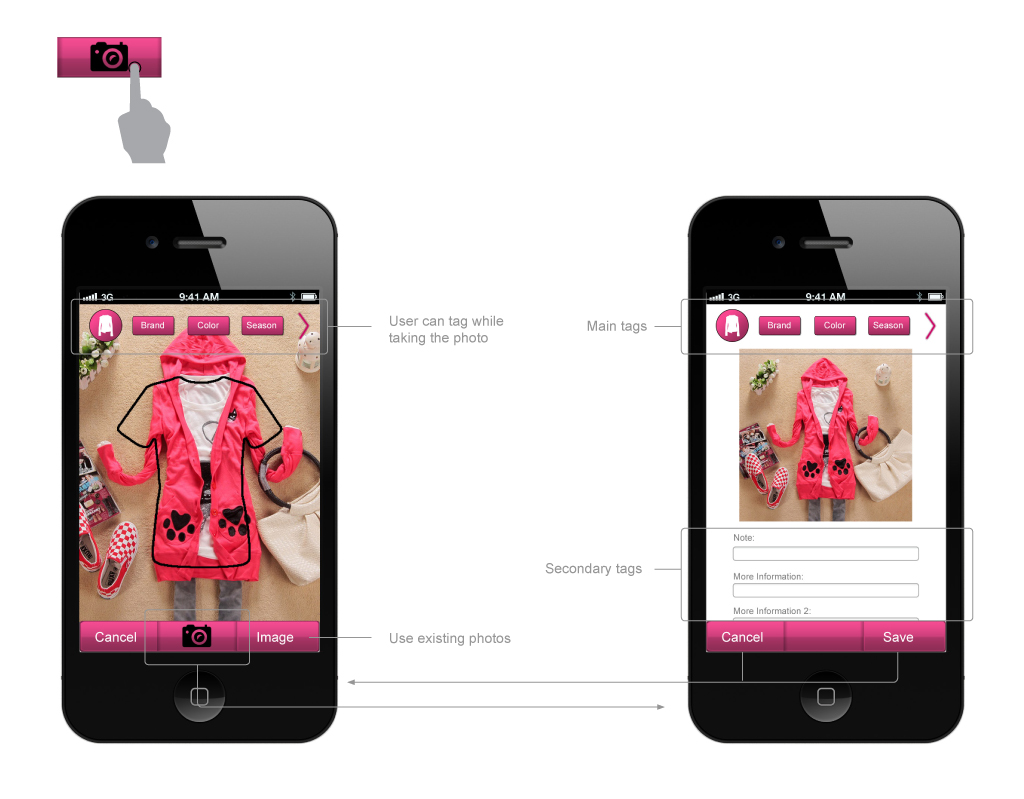 3G
9:41 AM
Brand
Color
Season
Cancel
Image
User can tag while
taking the photo
Use existing photos
Main tags
Secondary tags
3G
9:41 AM
Brand
Color
Season
Note:
More Information:
More Information 2:
Cancel
Save